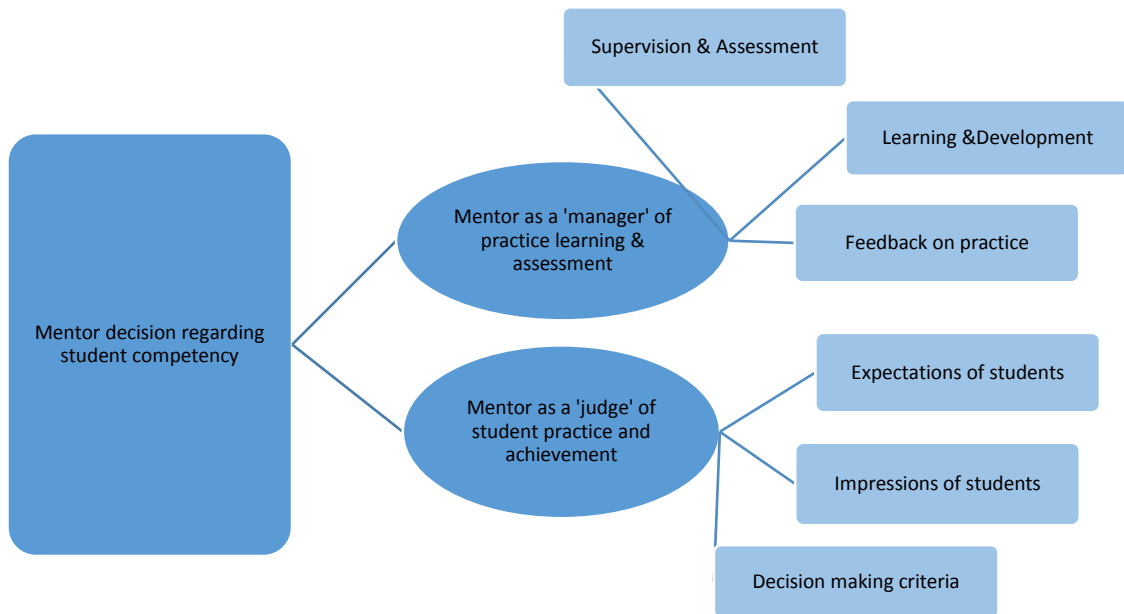 Supervision & Assessment
Learning &Development
Mentor as a 'manager' of
practice learning &
assessment
Feedback on practice
Mentor decision regarding
student competency
Expectations of students
Mentor as a 'judge' of
student practice and
achievement
Impressions of students
Decision making criteria